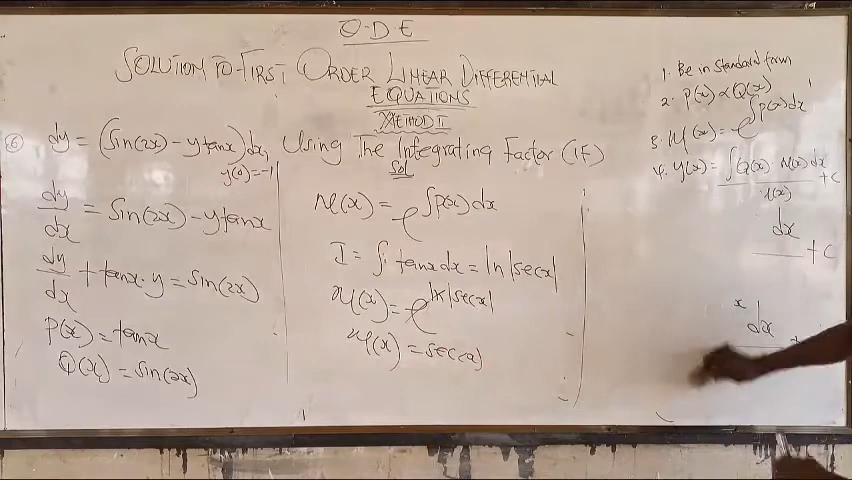 O.D.E
SOLUTION TO FIRST ORDER LINEAR DIFFERENTIAL
EQUATIONS
METHOD II
6 dy = (sin(2x) - y tanx)dx, Using The Integrating Factor (IF)
y(0) = -1
Sol
dy/dx = sin(2x) - y tanx
dy/dx + tanx. y = sin(2x)
P(x) = tanx
Q(x) = sin(2x)
M(x) = e^∫P(x)dx
I = ∫ tanx dx = ln|secx|
M(x) = e^ln|secx|
M(x) = sec(x)
1. Be in Standard form
2. P(x) & Q(x)
3. M(x) = e^∫P(x)dx
4. y(x) = ∫Q(x) . M(x) dx / M(x) + C
dx
+ C
x
dx